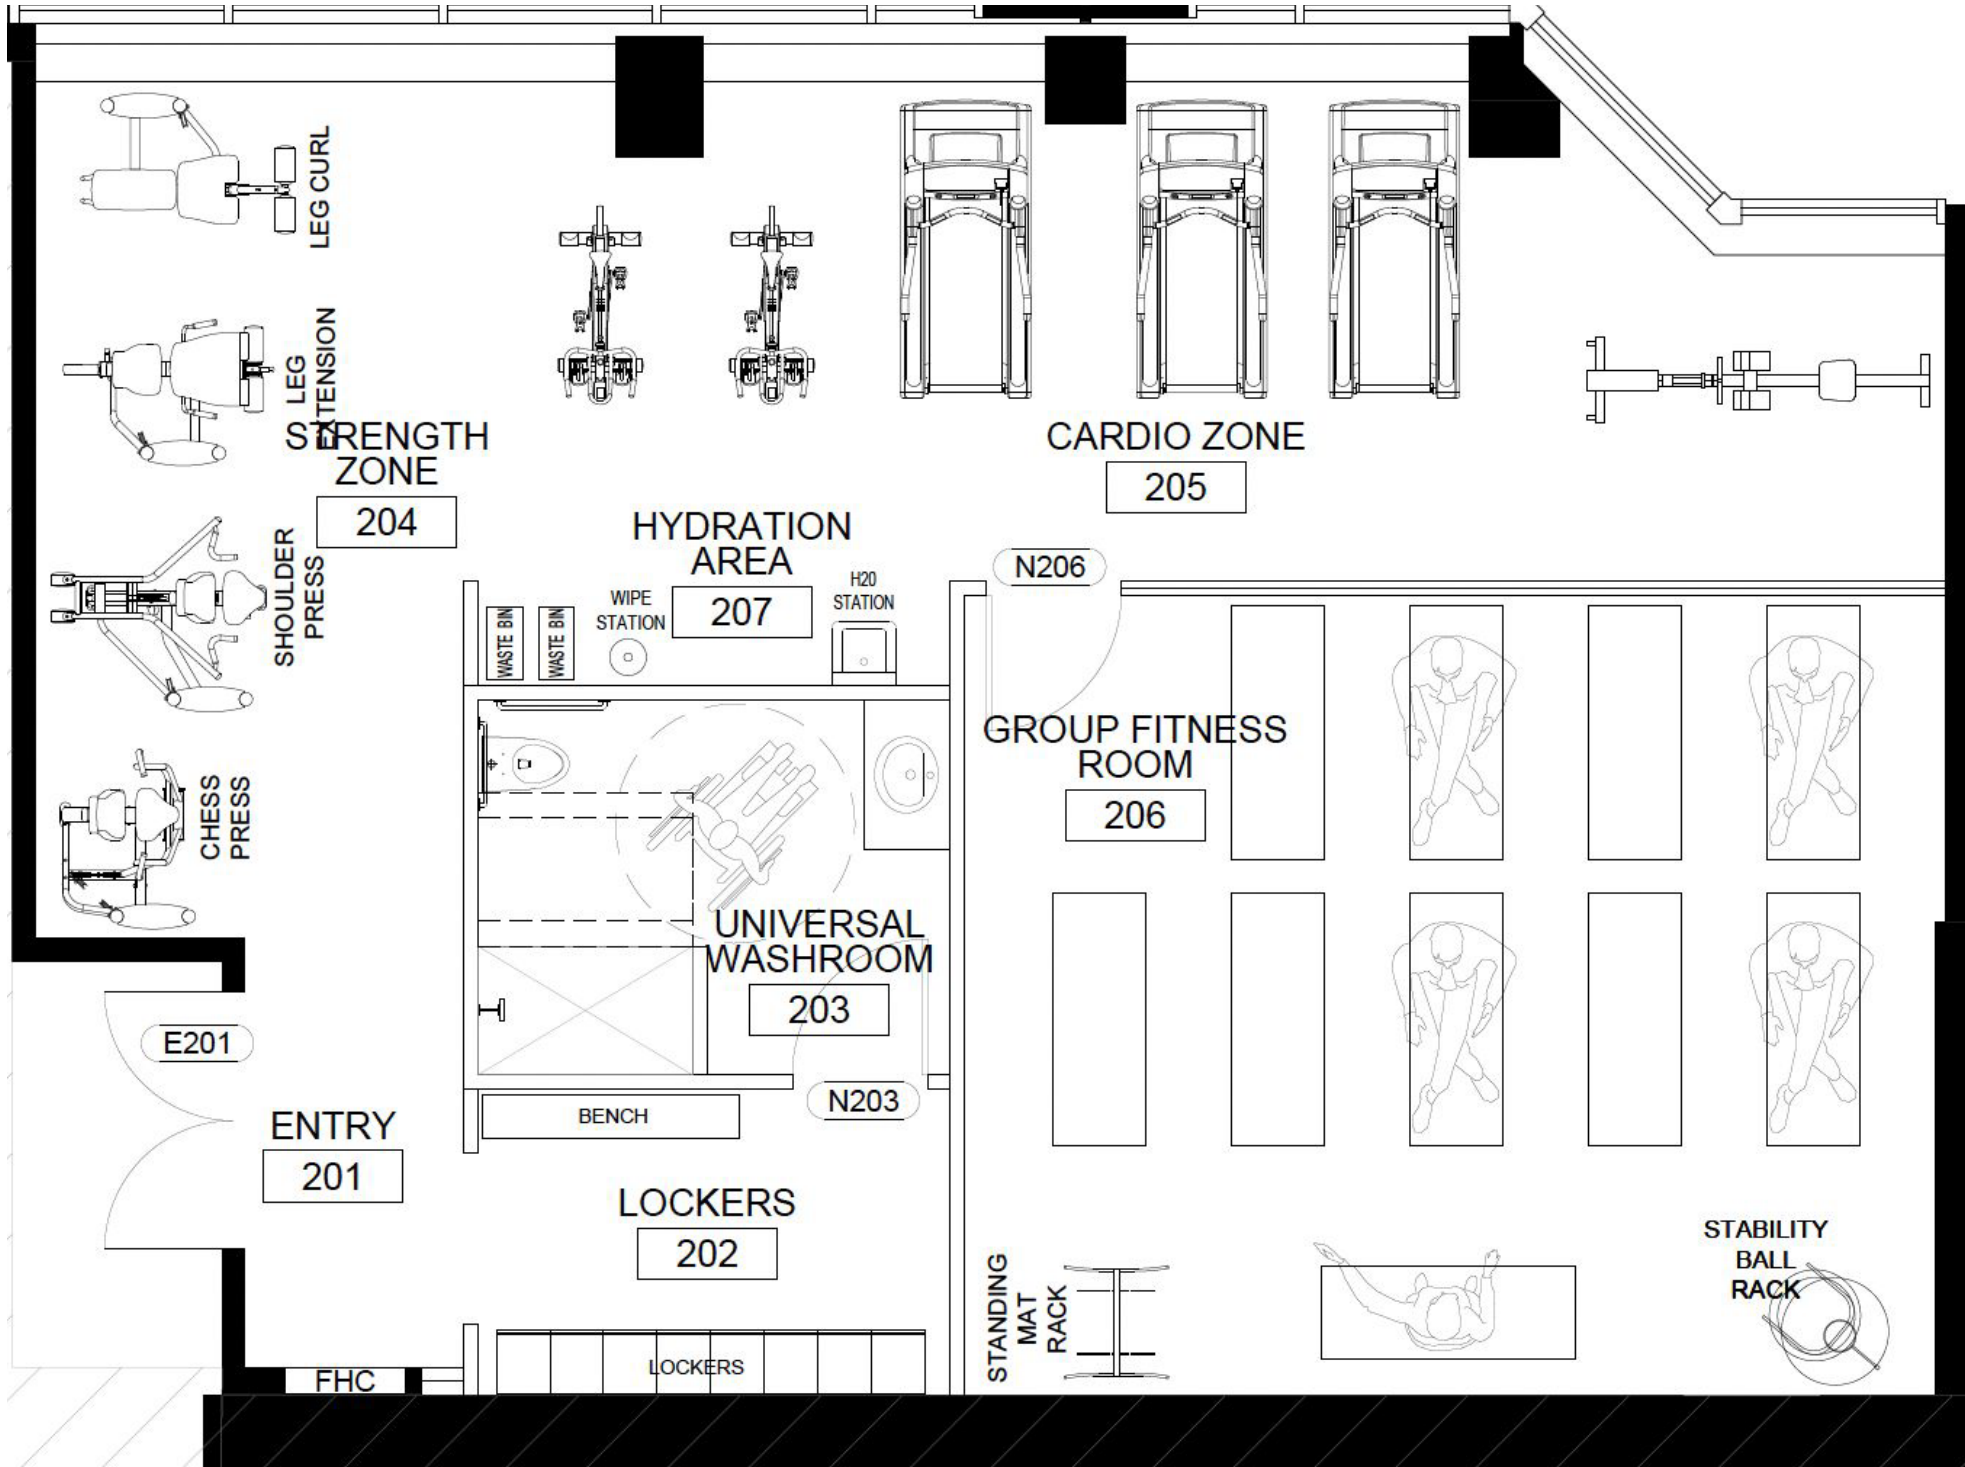 LEG CURL
LEG
EXTENSION
STRENGTH
ZONE
204
CARDIO ZONE
205
HYDRATION
AREA
207
WIPE
STATION
H20
STATION
WASTE BIN
WASTE BIN
N206
SHOULDER
PRESS
GROUP FITNESS
ROOM
206
CHESS
PRESS
UNIVERSAL
WASHROOM
203
E201
N203
BENCH
ENTRY
201
LOCKERS
202
STANDING
MAT
RACK
STABILITY
BALL
RACK
LOCKERS
FHC